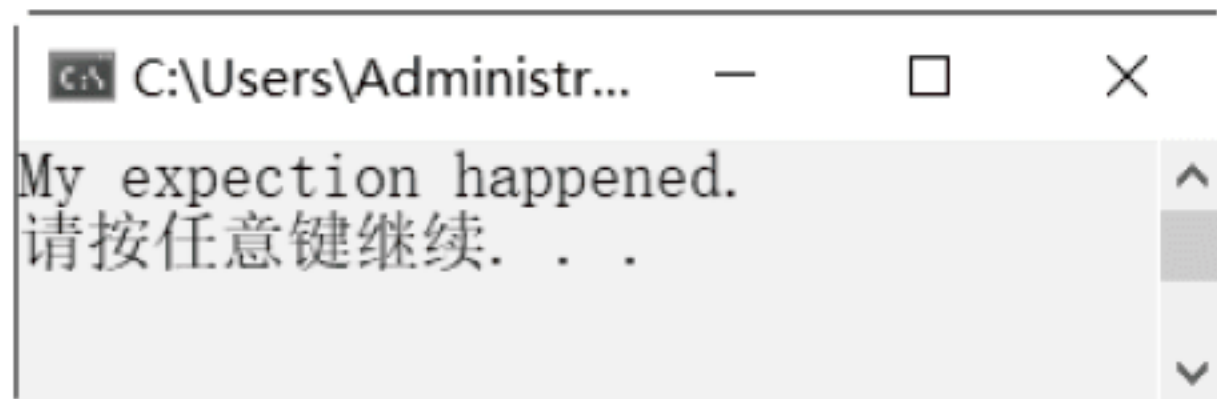 C:\Users\Administr...
My expection happened.
请按任意键继续. . .